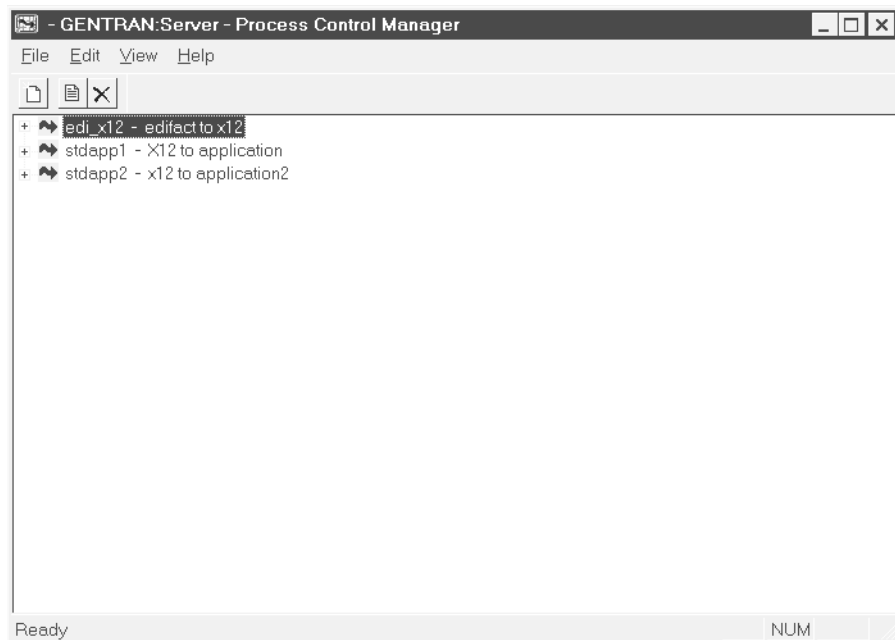 - GENTRAN:Server - Process Control Manager
File Edit View Help
+ edi_x12 - edifact to x12
+ stdapp1 - X12 to application
+ stdapp2 - x12 to application2
Ready NUM